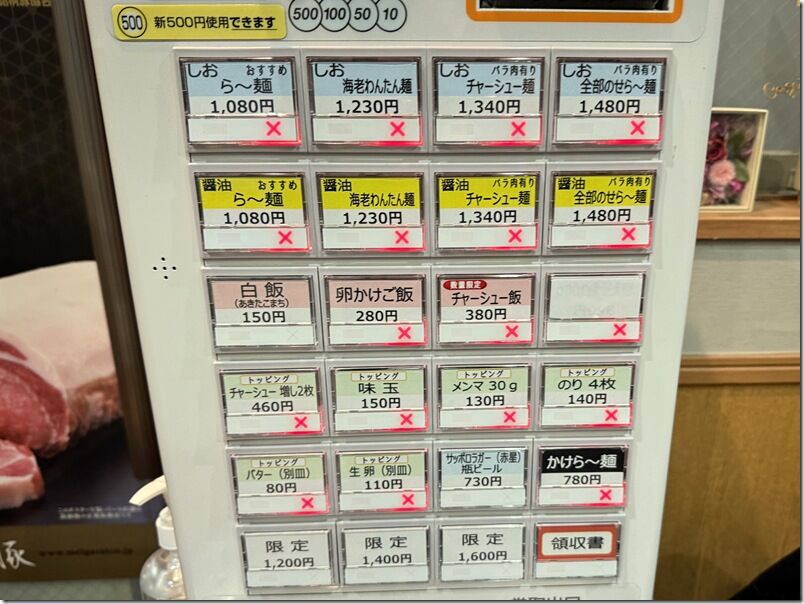 500 新500円使用できます
500 100 50 10
しお おすすめ
ら〜麺
1,080円
しお
海老わんたん麺
1,230円
しお バラ肉有り
チャーシュー麺
1,340円
しお バラ肉有り
全部のせら〜麺
1,480円
醤油 おすすめ
ら〜麺
1,080円
醤油
海老わんたん麺
1,230円
醤油 バラ肉有り
チャーシュー麺
1,340円
醤油 バラ肉有り
全部のせら〜麺
1,480円
白飯
(あきたこまち)
150円
卵かけご飯
280円
数量限定
チャーシュー飯
380円
トッピング
チャーシュー増し2枚
460円
トッピング
味玉
150円
トッピング
メンマ 30g
130円
トッピング
のり 4枚
140円
トッピング
バター(別皿)
80円
トッピング
生卵(別皿)
110円
サッポロラガー(赤星)
瓶ビール
730円
かけら〜麺
780円
限定
1,200円
限定
1,400円
限定
1,600円
領収書
豚